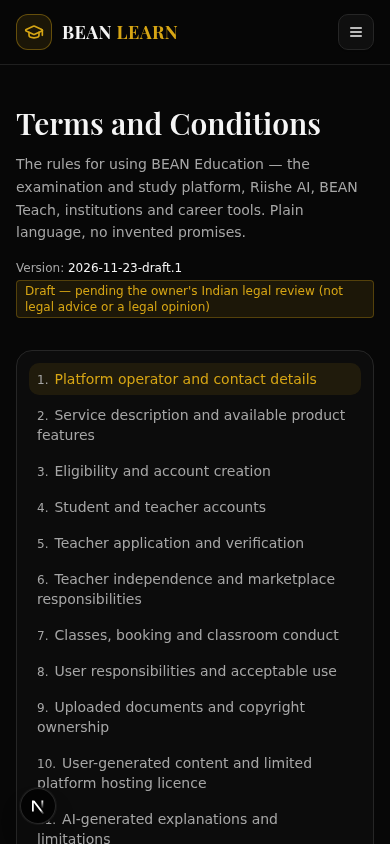 BEAN LEARN
Terms and Conditions
The rules for using BEAN Education — the
examination and study platform, Riishe AI, BEAN
Teach, institutions and career tools. Plain
language, no invented promises.
Version: 2026-11-23-draft.1
Draft — pending the owner's Indian legal review (not
legal advice or a legal opinion)
1. Platform operator and contact details
2. Service description and available product
features
3. Eligibility and account creation
4. Student and teacher accounts
5. Teacher application and verification
6. Teacher independence and marketplace
responsibilities
7. Classes, booking and classroom conduct
8. User responsibilities and acceptable use
9. Uploaded documents and copyright
ownership
10. User-generated content and limited
platform hosting licence
AI-generated explanations and
limitations
N